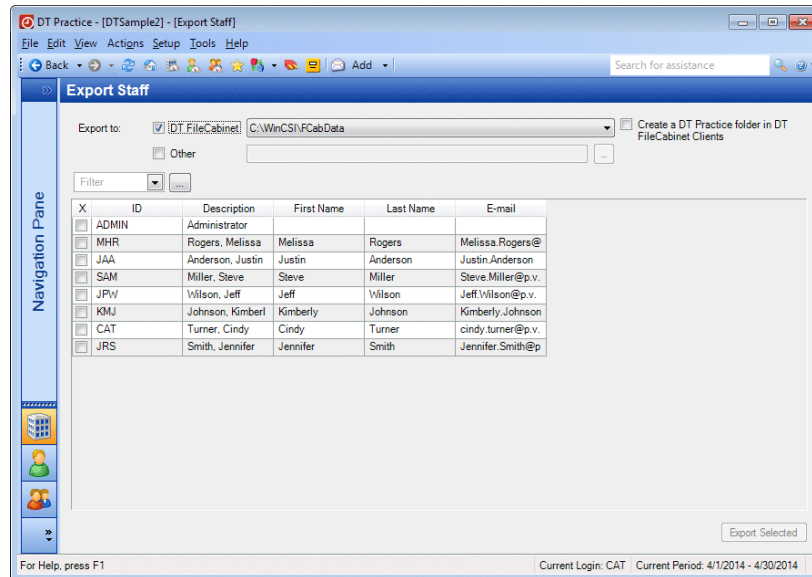 DT Practice - [DTSample2] - [Export Staff]
File Edit View Actions Setup Tools Help
Back Add Search for assistance
Export Staff
Export to: DT FileCabinet C:\WinCSI\FCabData Create a DT Practice folder in DT
FileCabinet Clients
Other ...
Filter ...
Navigation Pane
X ID Description First Name Last Name E-mail
ADMIN Administrator
MHR Rogers, Melissa Melissa Rogers Melissa.Rogers@
JAA Anderson, Justin Justin Anderson Justin.Anderson
SAM Miller, Steve Steve Miller Steve.Miller@p.v.
JPW Wilson, Jeff Jeff Wilson Jeff.Wilson@p.v.
KMJ Johnson, Kimberl Kimberly Johnson Kimberly.Johnson
CAT Turner, Cindy Cindy Turner cindy.turner@p.v.
JRS Smith, Jennifer Jennifer Smith Jennifer.Smith@p
Export Selected
For Help, press F1 Current Login: CAT Current Period: 4/1/2014 - 4/30/2014